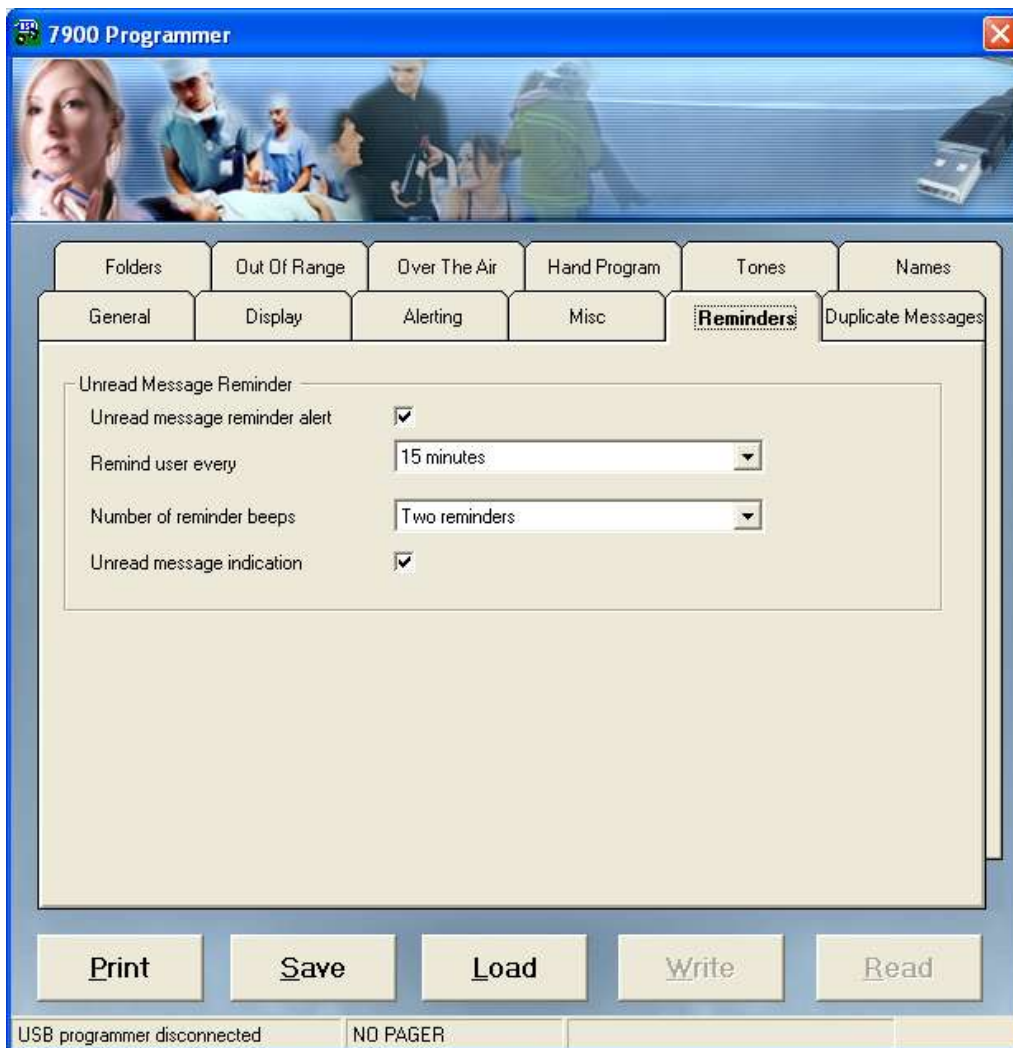 7900 Programmer
Folders
Out Of Range
Over The Air
Hand Program
Tones
Names
General
Display
Alerting
Misc
Reminders
Duplicate Messages
Unread Message Reminder
Unread message reminder alert
Remind user every
15 minutes
Number of reminder beeps
Two reminders
Unread message indication
Print
Save
Load
Write
Read
USB programmer disconnected
NO PAGER